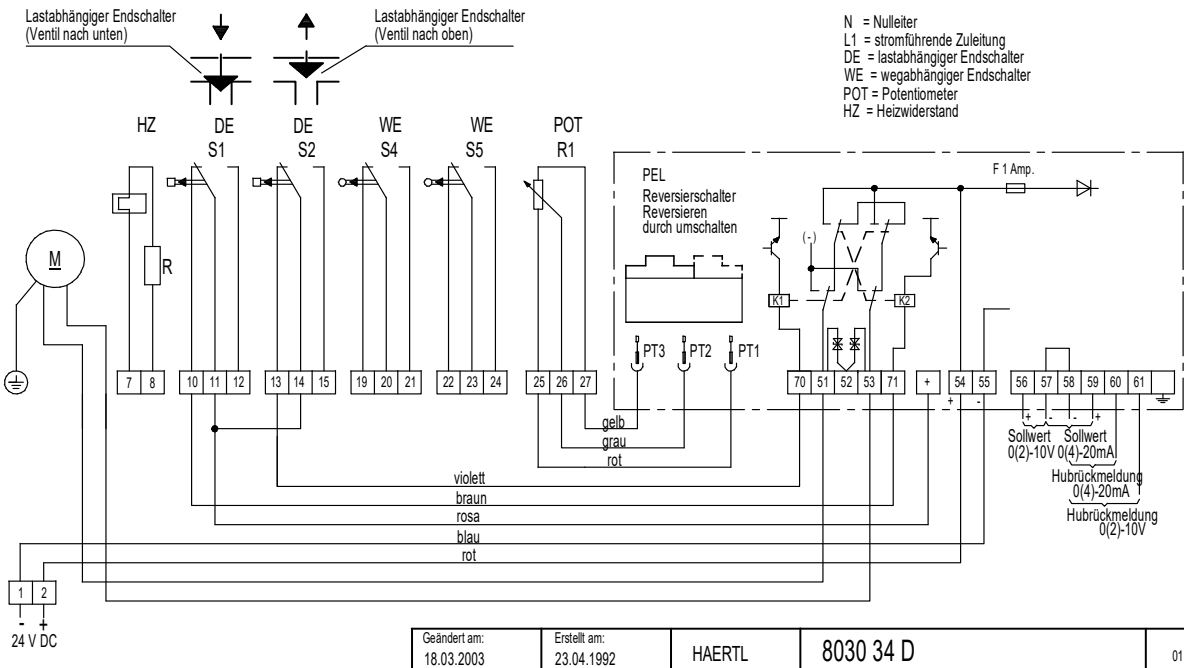 Lastabhängiger Endschalter
(Ventil nach unten)
Lastabhängiger Endschalter
(Ventil nach oben)
N = Nulleiter
L1 = stromführende Zuleitung
DE = lastabhängiger Endschalter
WE = wegabhängiger Endschalter
POT = Potentiometer
HZ = Heizwiderstand
HZ DE DE WE WE POT
S1 S2 S4 S5 R1
PEL
Reversierschalter
Reversieren
durch umschalten
F 1 Amp.
(-)
M
R
K1 K2
PT3 PT2 PT1
7 8 10 11 12 13 14 15 19 20 21 22 23 24 25 26 27 70 51 52 53 71 + 54 55 56 57 58 59 60 61
+ -
+ - - +
Sollwert
0(2)-10V
Sollwert
0(4)-20mA
Hubrückmeldung
0(4)-20mA
Hubrückmeldung
0(2)-10V
gelb
grau
rot
violett
braun
rosa
blau
rot
1 2
- +
24 V DC
Geändert am:
18.03.2003
Erstellt am:
23.04.1992
HAERTL
8030 34 D
01